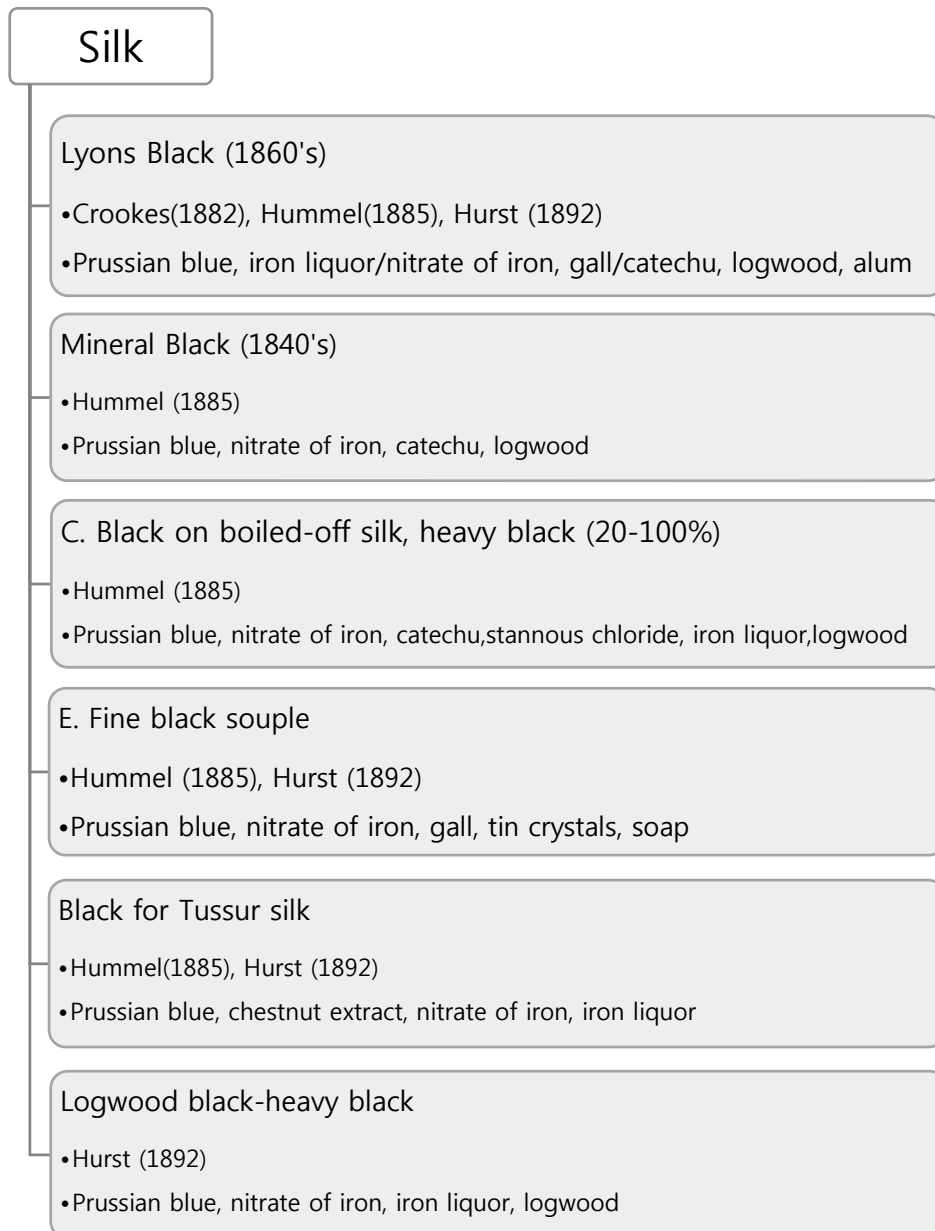 Silk
Lyons Black (1860's)
•Crookes(1882), Hummel(1885), Hurst (1892)
•Prussian blue, iron liquor/nitrate of iron, gall/catechu, logwood, alum
Mineral Black (1840's)
•Hummel (1885)
•Prussian blue, nitrate of iron, catechu, logwood
C. Black on boiled-off silk, heavy black (20-100%)
•Hummel (1885)
•Prussian blue, nitrate of iron, catechu,stannous chloride, iron liquor,logwood
E. Fine black souple
•Hummel (1885), Hurst (1892)
•Prussian blue, nitrate of iron, gall, tin crystals, soap
Black for Tussur silk
•Hummel(1885), Hurst (1892)
•Prussian blue, chestnut extract, nitrate of iron, iron liquor
Logwood black-heavy black
•Hurst (1892)
•Prussian blue, nitrate of iron, iron liquor, logwood